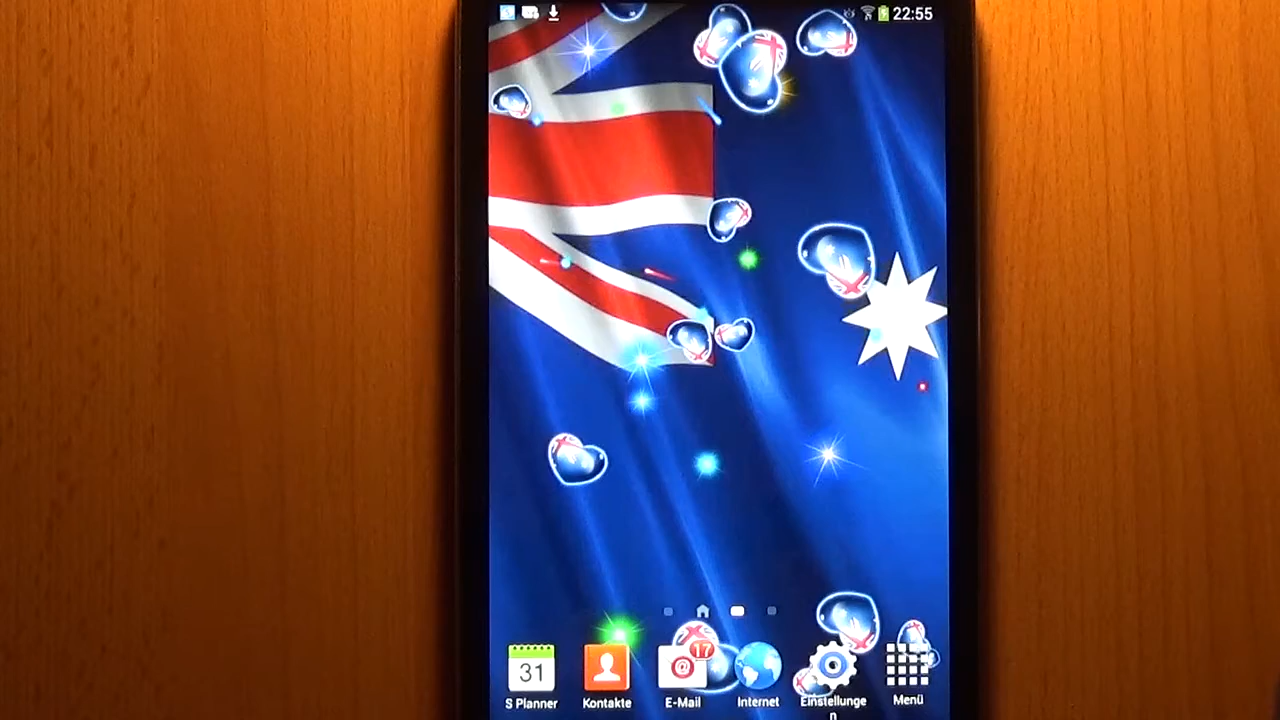 22:55
17
@
31
S Planner
Kontakte
E-Mail
Internet
Einstellunge
n
Menü